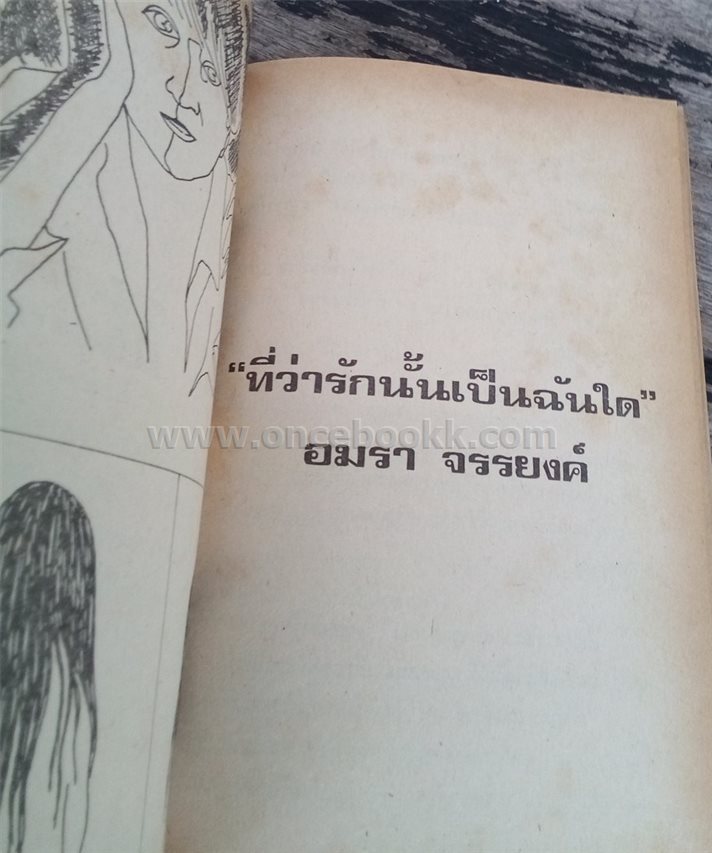 “ที่ว่ารักนั้นเป็นฉันใด”
www.oncebookk.com
อมรา จรรยงค์